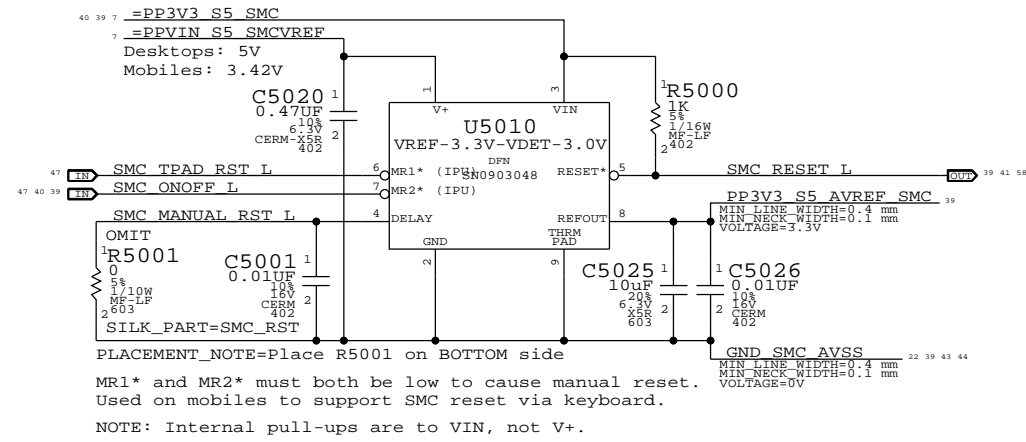 40 39 7 =PP3V3_S5_SMC
7 =PPVIN_S5_SMCVREF
Desktops: 5V
Mobiles: 3.42V
C5020 1
0.47UF
10%
6.3V
CERM-X5R
402
2
1
V+
3
VIN
U5010
VREF-3.3V-VDET-3.0V
DFN
SN0903048
1 R5000
1K
5%
1/16W
MF-LF
402
2
47 IN SMC_TPAD_RST_L 6 MR1* (IPU)
RESET* 5 SMC_RESET_L OUT 39 41 58
47 40 39 IN SMC_ONOFF_L 7 MR2* (IPU)
SMC_MANUAL_RST_L 4 DELAY
REFOUT 8
PP3V3_S5_AVREF_SMC 39
MIN_LINE_WIDTH=0.4 mm
MIN_NECK_WIDTH=0.1 mm
VOLTAGE=3.3V
GND
2
THRM
PAD
9
OMIT
1 R5001
0
5%
1/10W
MF-LF
603
2
SILK_PART=SMC_RST
C5001 1
0.01UF
10%
16V
CERM
402
2
C5025 1
10uF
20%
6.3V
X5R
603
2
1 C5026
0.01UF
10%
16V
CERM
402
2
PLACEMENT_NOTE=Place R5001 on BOTTOM side
GND_SMC_AVSS 22 39 43 44
MIN_LINE_WIDTH=0.4 mm
MIN_NECK_WIDTH=0.1 mm
VOLTAGE=0V
MR1* and MR2* must both be low to cause manual reset.
Used on mobiles to support SMC reset via keyboard.
NOTE: Internal pull-ups are to VIN, not V+.